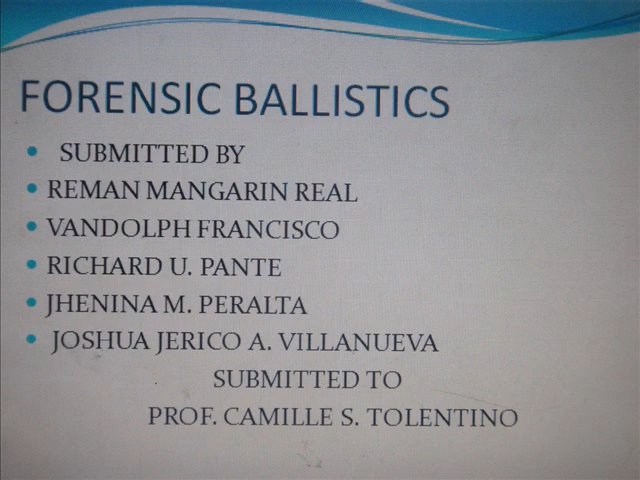 FORENSIC BALLISTICS
SUBMITTED BY
REMAN MANGARIN REAL
VANDOLPH FRANCISCO
RICHARD U. PANTE
JHENINA M. PERALTA
JOSHUA JERICO A. VILLANUEVA
SUBMITTED TO
PROF. CAMILLE S. TOLENTINO